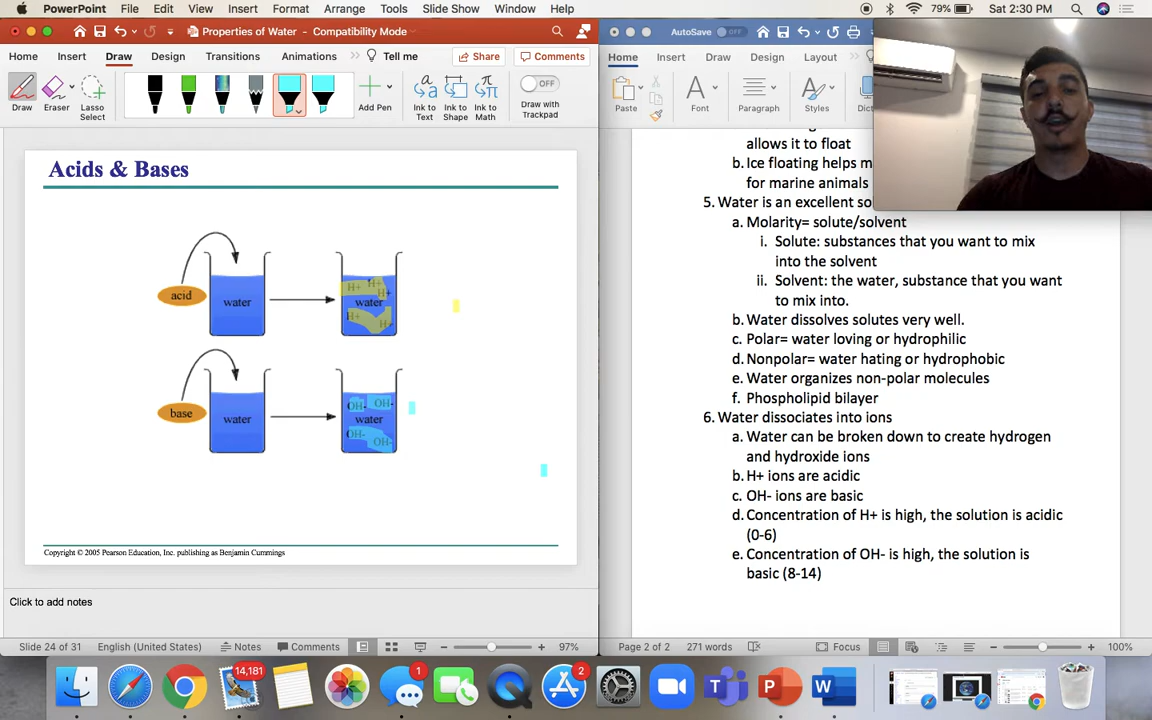 PowerPoint File Edit View Insert Format Arrange Tools Slide Show Window Help 79% Sat 2:30 PM
Properties of Water - Compatibility Mode
Home Insert Draw Design Transitions Animations Tell me Share Comments
Draw
Eraser
Lasso
Select
Add Pen
Ink to
Text
Ink to
Shape
Ink to
Math
OFF
Draw with
Trackpad
Acids & Bases
acid
water
H+ H+
H+
water
H+
H+
base
water
OH- OH-
water
OH-
OH-
Copyright © 2005 Pearson Education, Inc. publishing as Benjamin Cummings
Click to add notes
Slide 24 of 31 English (United States) Notes Comments 97%
AutoSave OFF
Home Insert Draw Design Layout
Paste
Font
Paragraph
Styles
allows it to float
b. Ice floating helps m
for marine animals
5. Water is an excellent so
a. Molarity= solute/solvent
i. Solute: substances that you want to mix
into the solvent
ii. Solvent: the water, substance that you want
to mix into.
b. Water dissolves solutes very well.
c. Polar= water loving or hydrophilic
d. Nonpolar= water hating or hydrophobic
e. Water organizes non-polar molecules
f. Phospholipid bilayer
6. Water dissociates into ions
a. Water can be broken down to create hydrogen
and hydroxide ions
b. H+ ions are acidic
c. OH- ions are basic
d. Concentration of H+ is high, the solution is acidic
(0-6)
e. Concentration of OH- is high, the solution is
basic (8-14)
Page 2 of 2 271 words Focus 100%
14,181
1
2